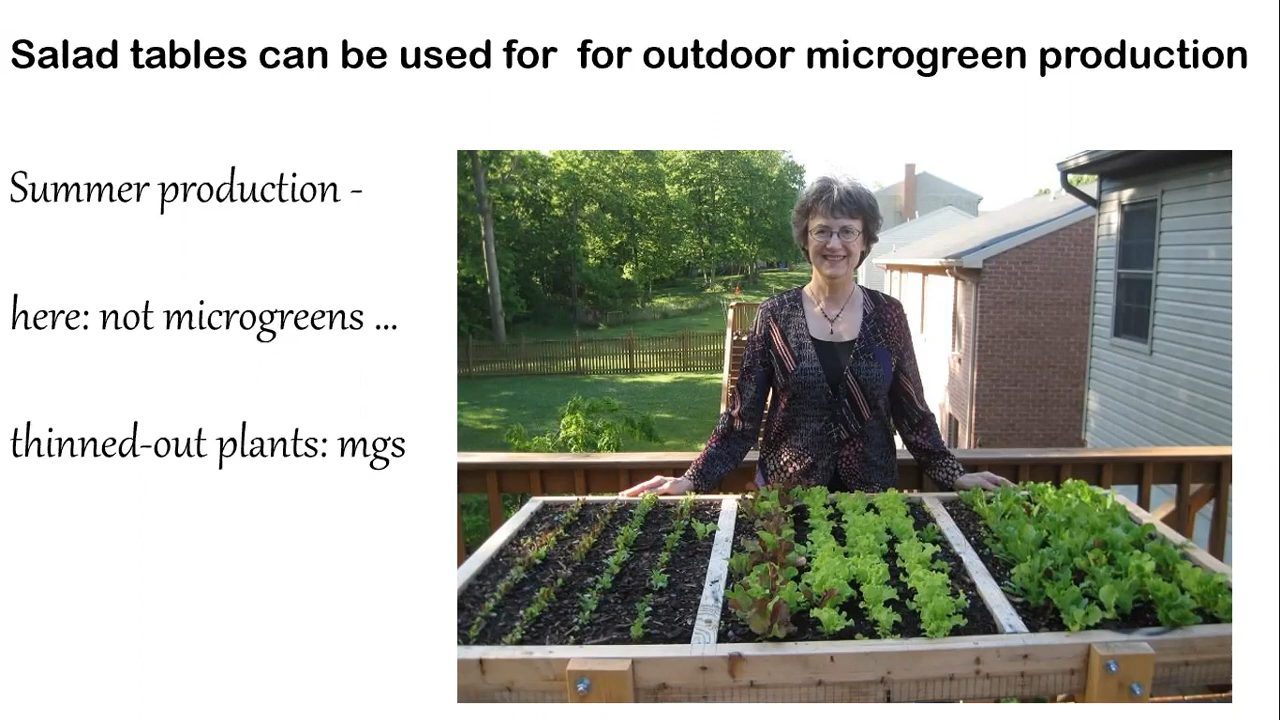 Salad tables can be used for  for outdoor microgreen production
Summer production -
here: not microgreens ...
thinned-out plants: mgs